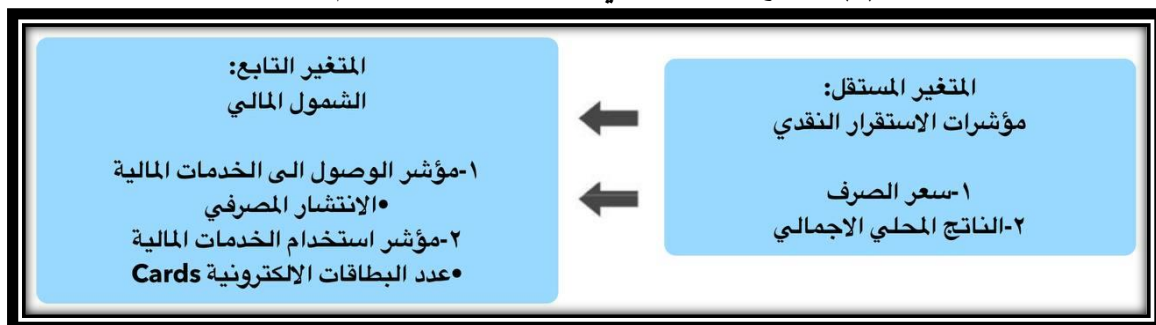 المتغير المستقل:
مؤشرات الاستقرار النقدي
١-سعر الصرف
٢-الناتج المحلي الاجمالي
المتغير التابع:
الشمول المالي
١-مؤشر الوصول الى الخدمات المالية
•الانتشار المصرفي
٢-مؤشر استخدام الخدمات المالية
•عدد البطاقات الالكترونية Cards